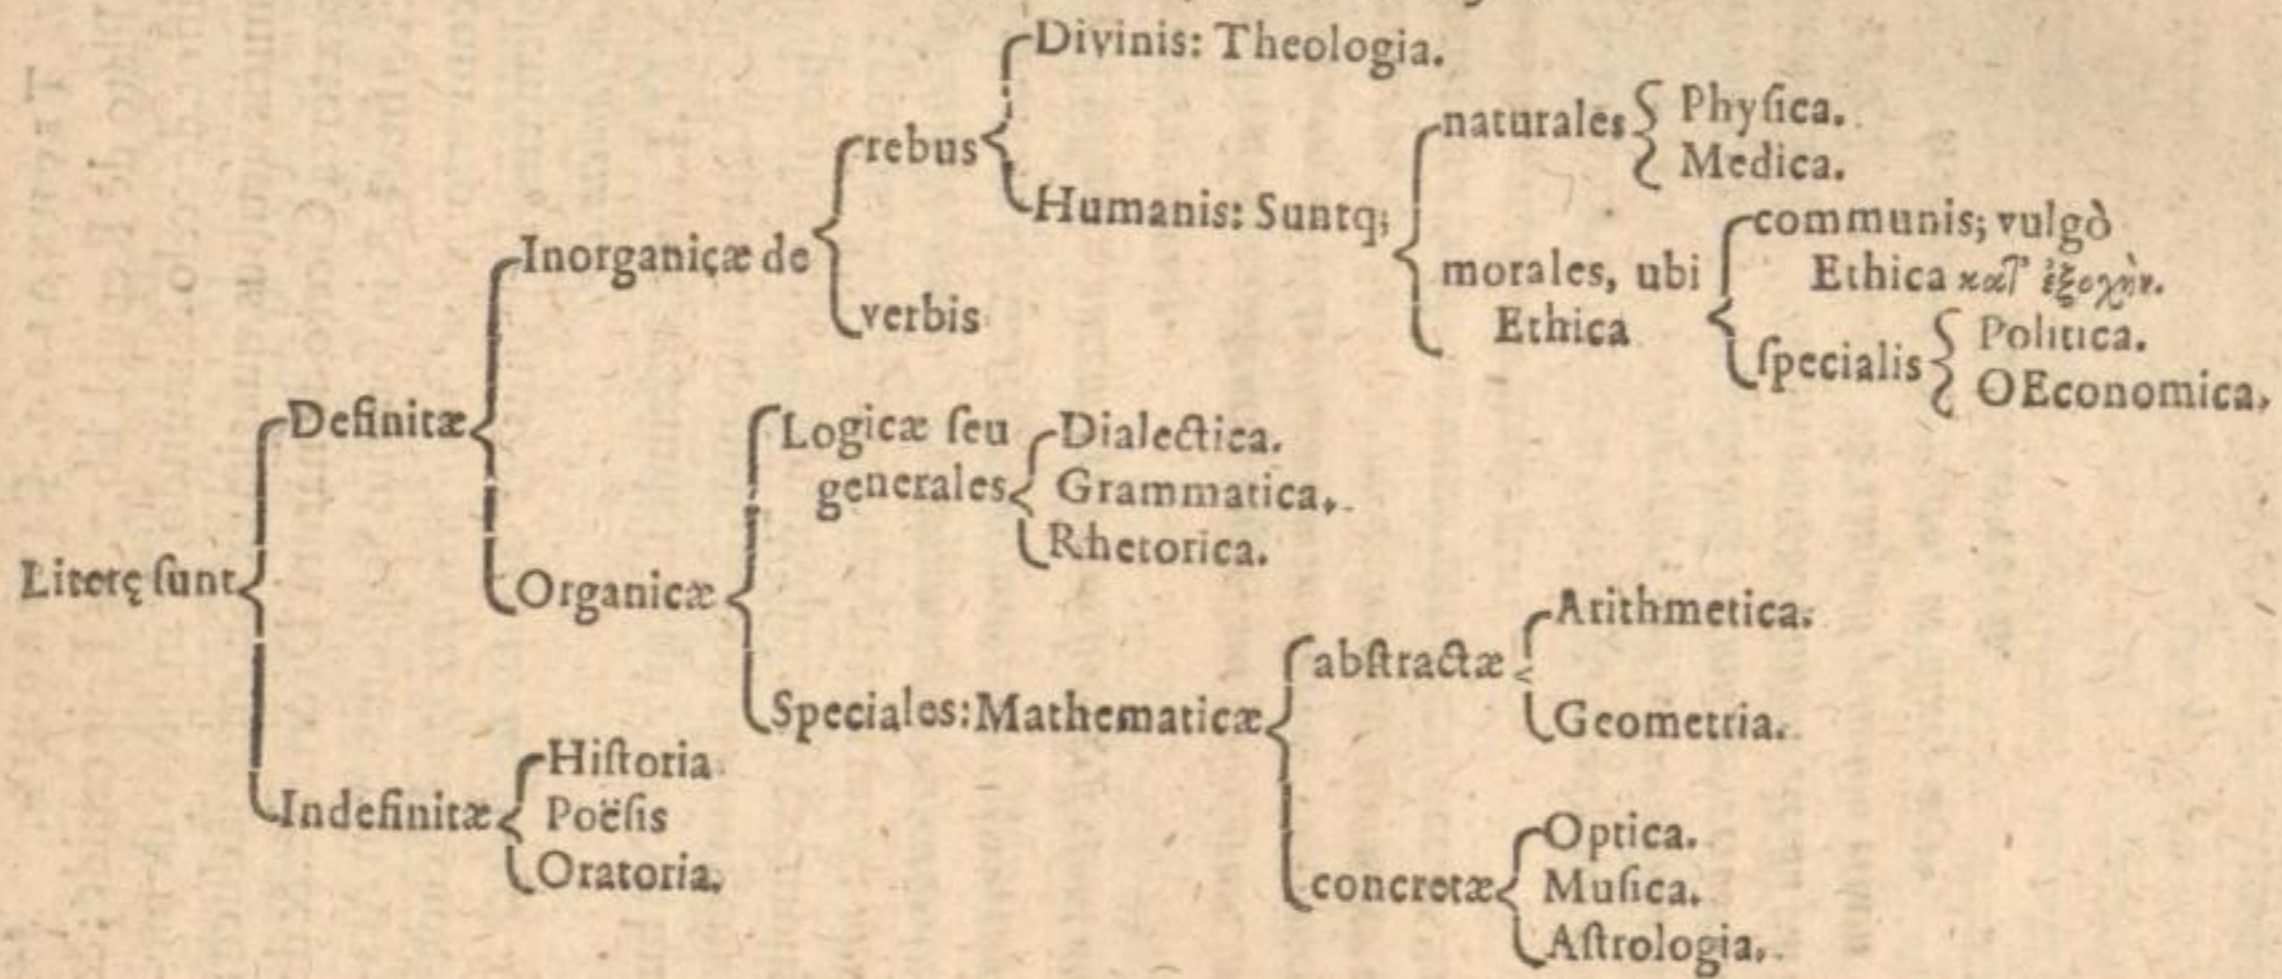 Divinis: Theologia.
naturales Phyſica.
Medica.
rebus
Humanis: Suntq;
communis; vulgò
Inorganicæ de
morales, ubi Ethica κατ' ἐξοχὴν.
Ethica
verbis
Politica.
ſpecialis
OEconomica,
Definitæ
Logicæ ſeu Dialectica.
generales Grammatica,
Rhetorica.
Literę ſunt
Organicæ
Arithmetica.
abſtractæ
Speciales: Mathematicæ Geometria.
Hiſtoria
Indefinitæ Poëſis
Oratoria.
Optica.
concretæ Muſica.
Aſtrologia,